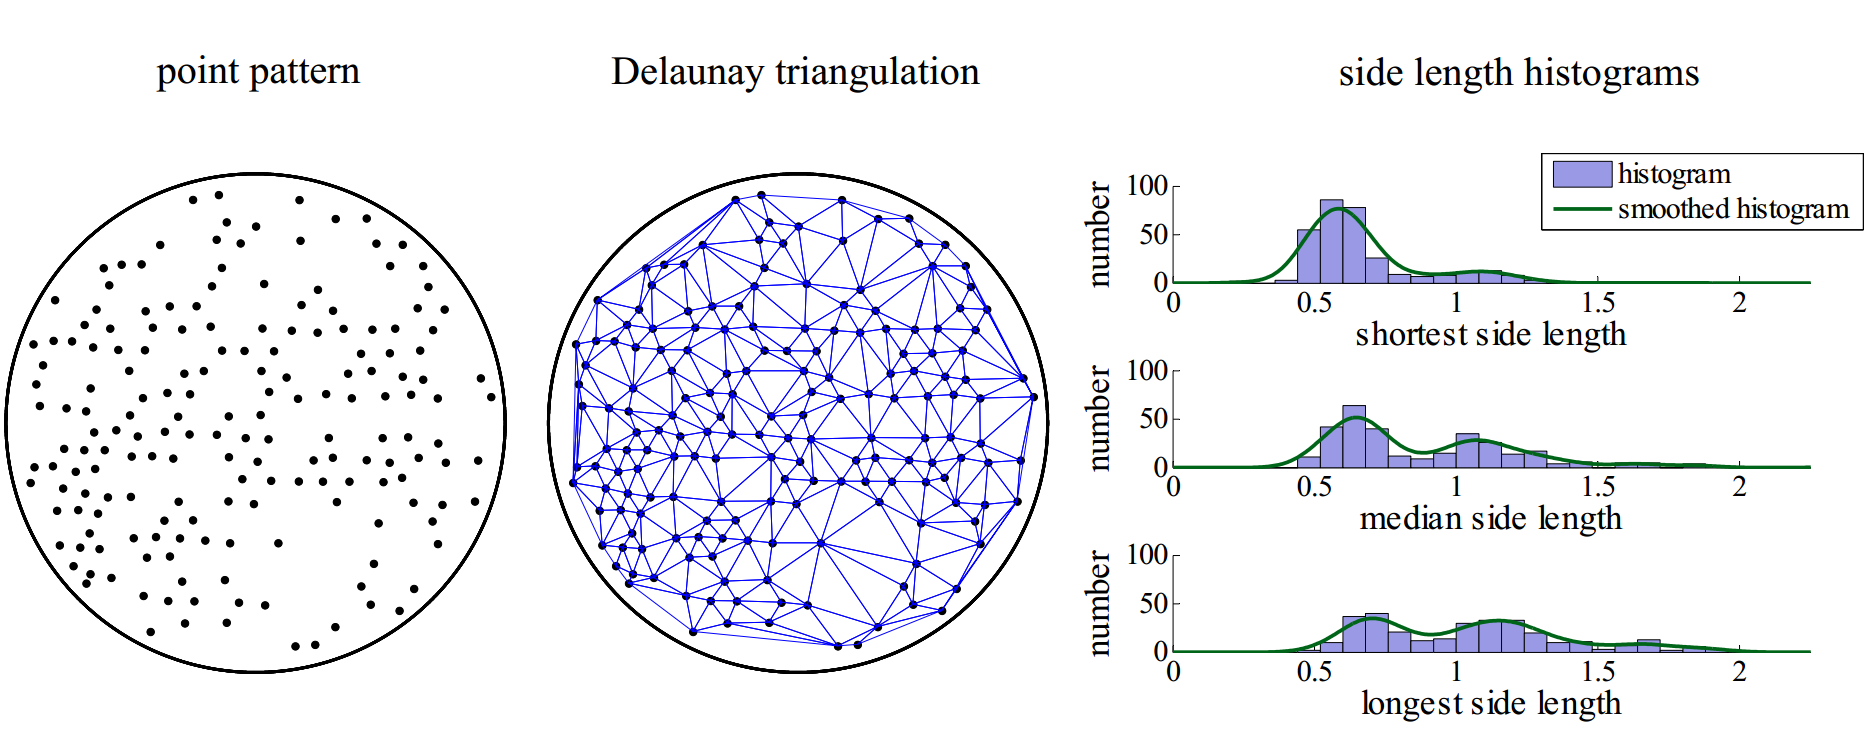 point pattern
Delaunay triangulation
side length histograms
histogram
smoothed histogram
number
100
50
0
0 0.5 1 1.5 2
shortest side length
number
100
50
0
0 0.5 1 1.5 2
median side length
number
100
50
0
0 0.5 1 1.5 2
longest side length